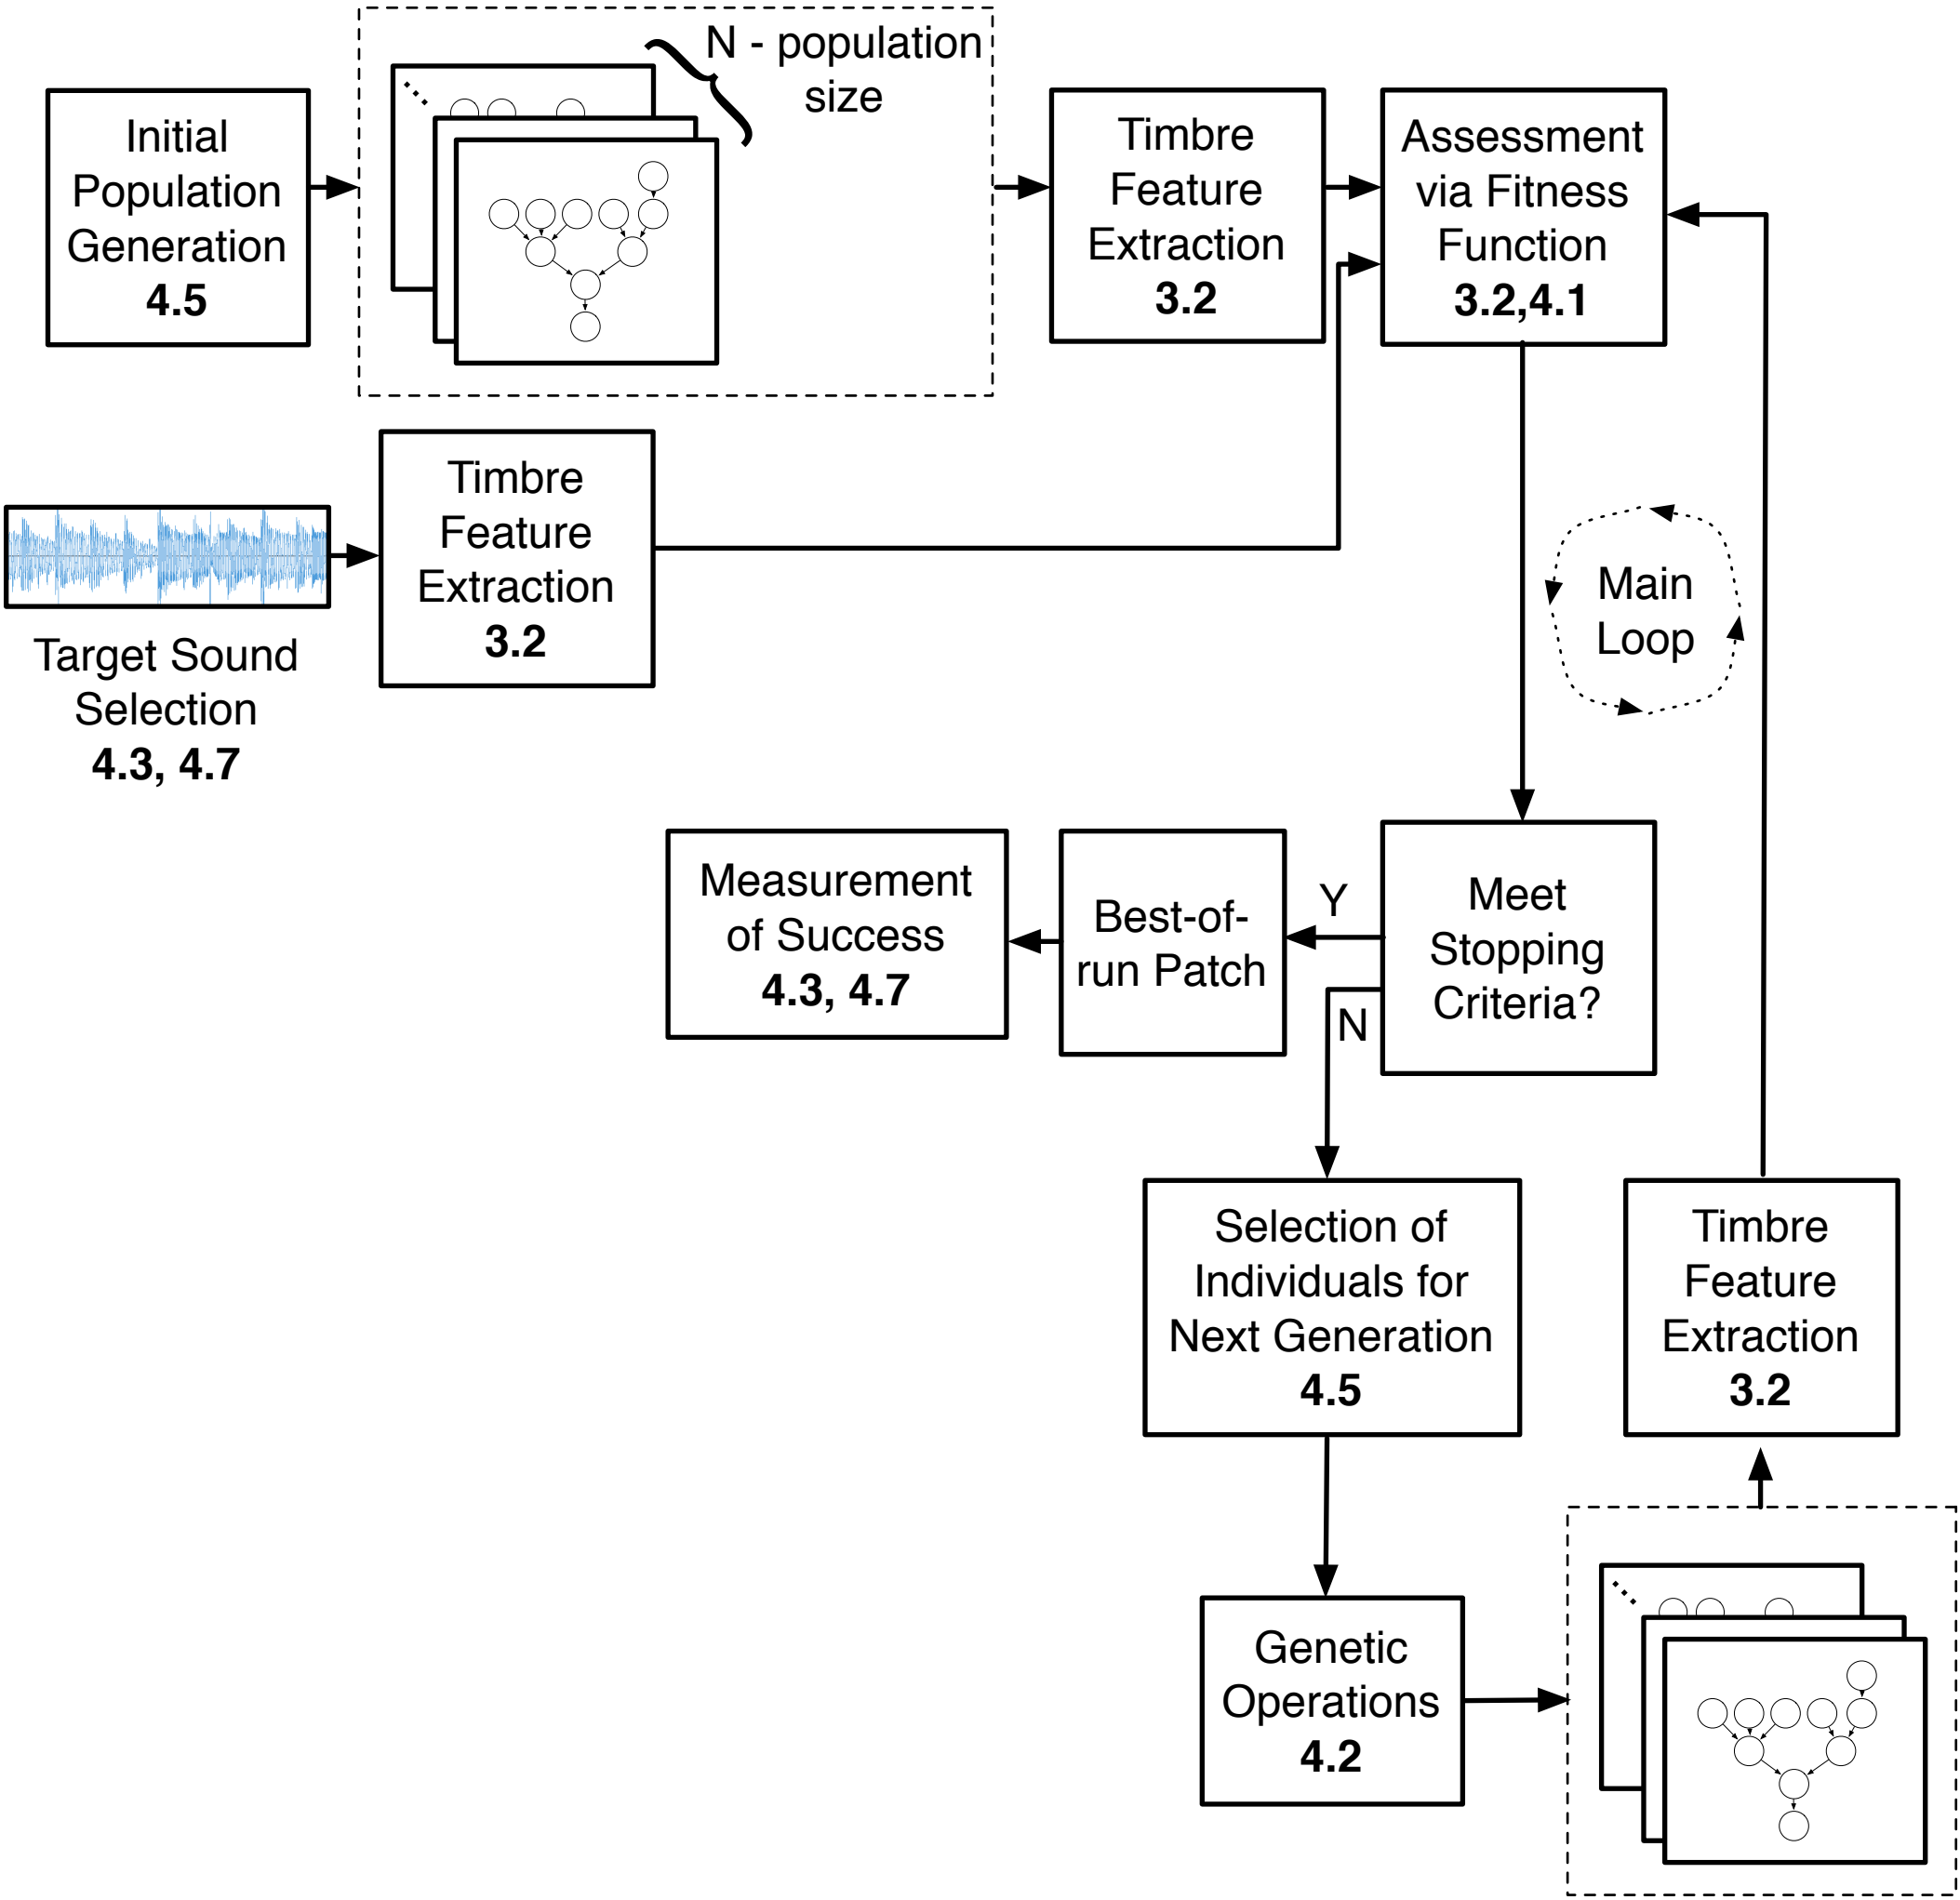 Initial
Population
Generation
4.5
N - population
size
Timbre
Feature
Extraction
3.2
Assessment
via Fitness
Function
3.2,4.1
Timbre
Feature
Extraction
3.2
Target Sound
Selection
4.3, 4.7
Main
Loop
Measurement
of Success
4.3, 4.7
Best-of-
run Patch
Y
N
Meet
Stopping
Criteria?
Selection of
Individuals for
Next Generation
4.5
Timbre
Feature
Extraction
3.2
Genetic
Operations
4.2